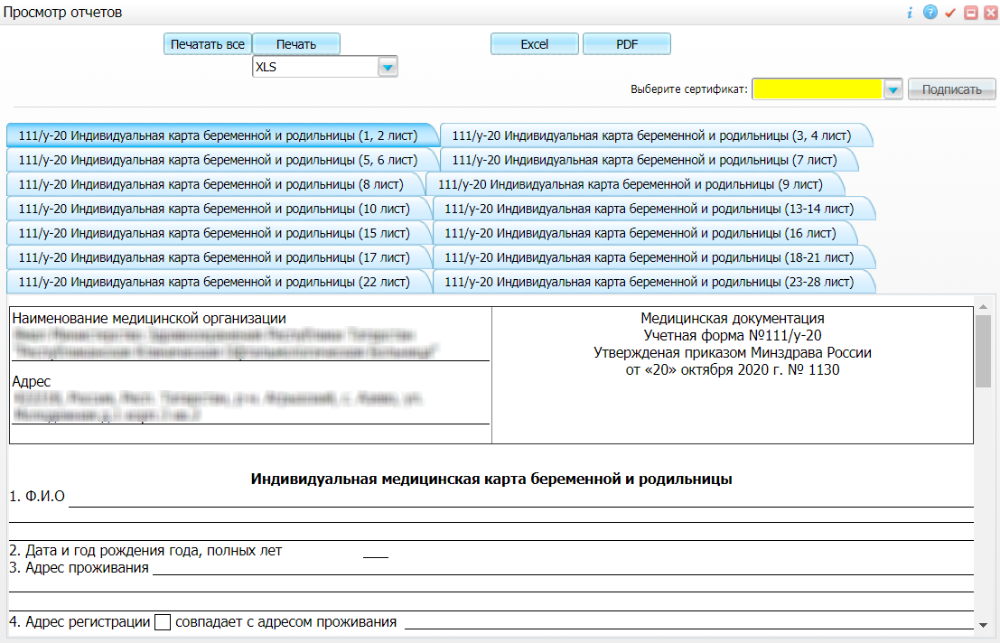 Просмотр отчетов
Печатать все Печать Excel PDF
XLS
Выберите сертификат: Подписать
111/у-20 Индивидуальная карта беременной и родильницы (1, 2 лист) 111/у-20 Индивидуальная карта беременной и родильницы (3, 4 лист)
111/у-20 Индивидуальная карта беременной и родильницы (5, 6 лист) 111/у-20 Индивидуальная карта беременной и родильницы (7 лист)
111/у-20 Индивидуальная карта беременной и родильницы (8 лист) 111/у-20 Индивидуальная карта беременной и родильницы (9 лист)
111/у-20 Индивидуальная карта беременной и родильницы (10 лист) 111/у-20 Индивидуальная карта беременной и родильницы (13-14 лист)
111/у-20 Индивидуальная карта беременной и родильницы (15 лист) 111/у-20 Индивидуальная карта беременной и родильницы (16 лист)
111/у-20 Индивидуальная карта беременной и родильницы (17 лист) 111/у-20 Индивидуальная карта беременной и родильницы (18-21 лист)
111/у-20 Индивидуальная карта беременной и родильницы (22 лист) 111/у-20 Индивидуальная карта беременной и родильницы (23-28 лист)
Наименование медицинской организации
Адрес
Медицинская документация
Учетная форма №111/у-20
Утвержденая приказом Минздрава России
от «20» октября 2020 г. № 1130
Индивидуальная медицинская карта беременной и родильницы
1. Ф.И.О
2. Дата и год рождения года, полных лет
3. Адрес проживания
4. Адрес регистрации совпадает с адресом проживания